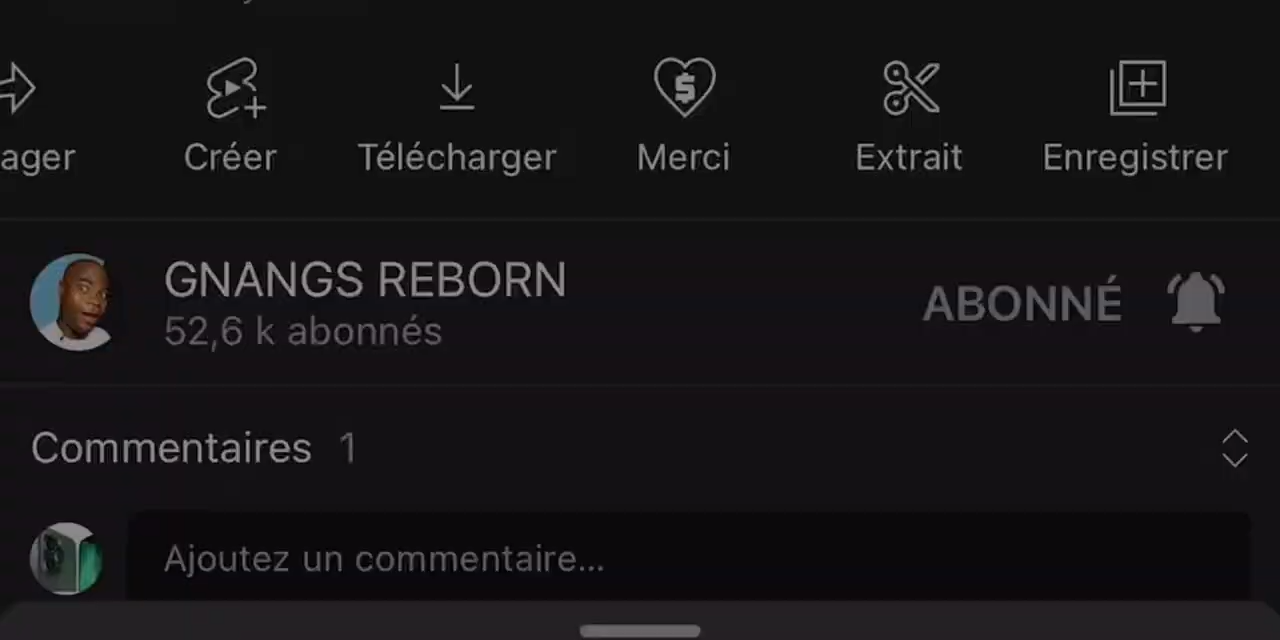 ager
Créer
Télécharger
Merci
Extrait
Enregistrer
GNANGS REBORN
52,6 k abonnés
ABONNÉ
Commentaires 1
Ajoutez un commentaire...